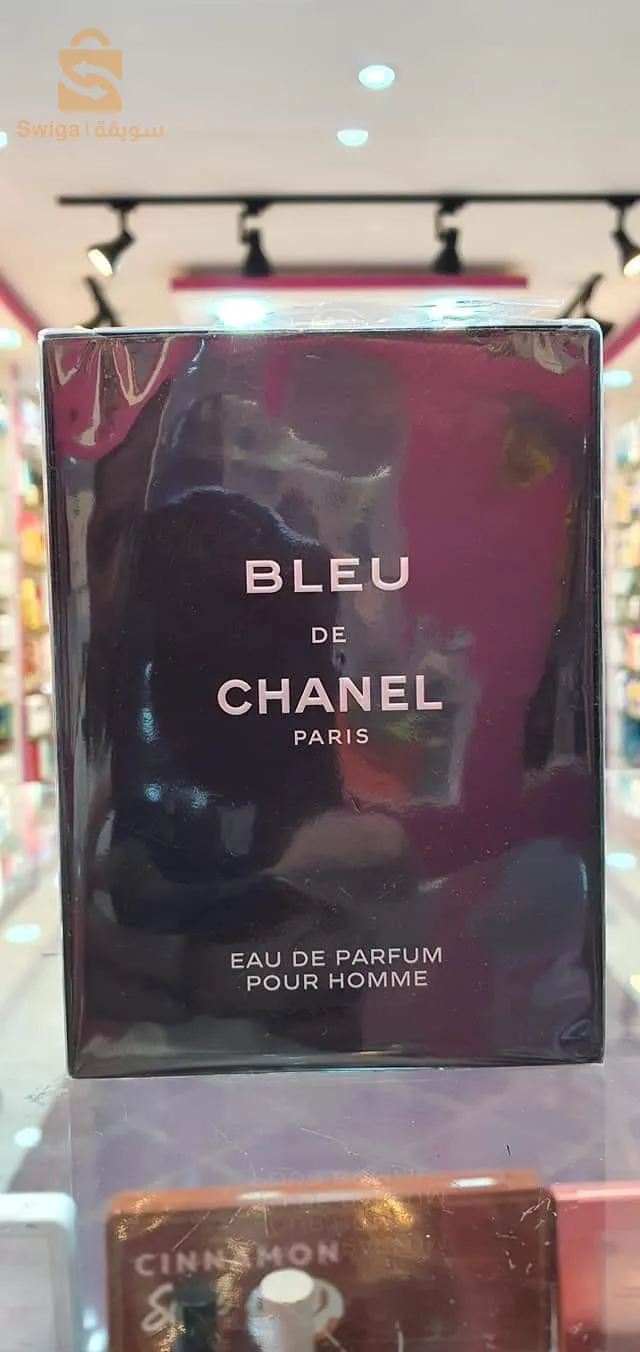 Swiga | سويقة
BLEU
DE
CHANEL
PARIS
EAU DE PARFUM
POUR HOMME
CINNAMON